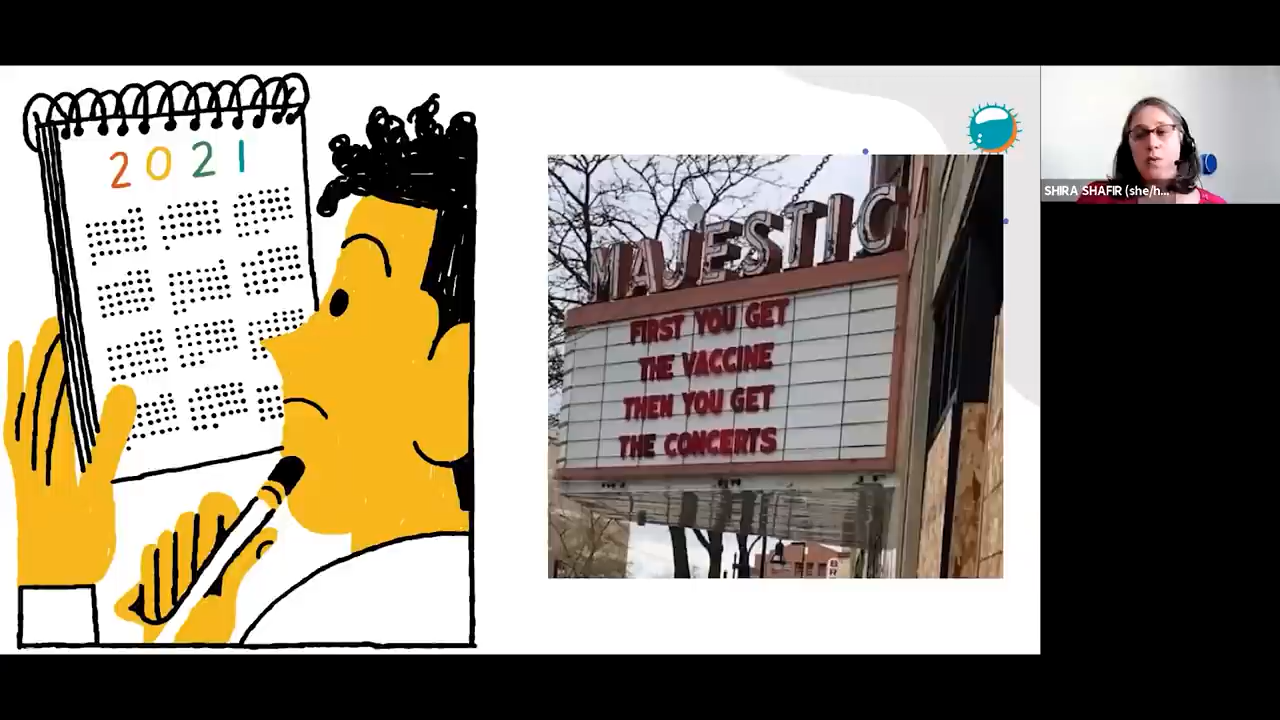 2021
MAJESTIC
FIRST YOU GET
THE VACCINE
THEN YOU GET
THE CONCERTS
SHIRA SHAFIR (she/h...